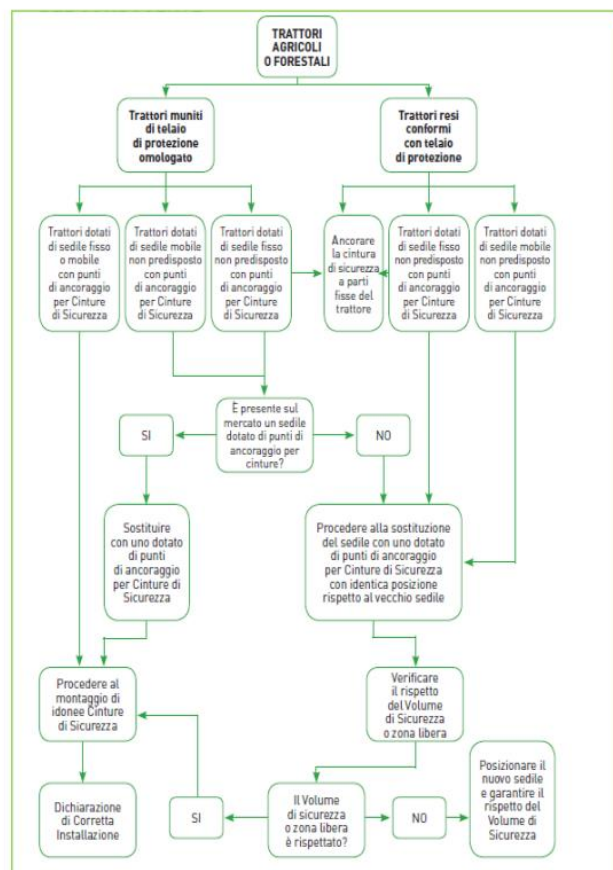 TRATTORI
AGRICOLI
O FORESTALI
Trattori muniti
di telaio
di protezione
omologato
Trattori resi
conformi
con telaio
di protezione
Trattori dotati
di sedile fisso
o mobile
con punti
di ancoraggio
per Cinture
di Sicurezza
Trattori dotati
di sedile mobile
non predisposto
con punti
di ancoraggio
per Cinture
di Sicurezza
Trattori dotati
di sedile fisso
non predisposto
con punti
di ancoraggio
per Cinture
di Sicurezza
Ancorare
la cintura
di sicurezza
a parti
fisse del
trattore
Trattori dotati
di sedile fisso
non predisposto
con punti
di ancoraggio
per Cinture
di Sicurezza
Trattori dotati
di sedile mobile
non predisposto
con punti
di ancoraggio
per Cinture
di Sicurezza
SI
È presente sul
mercato un sedile
dotato di punti di
ancoraggio per
cinture?
NO
Sostituire
con uno dotato
di punti
di ancoraggio
per Cinture di
Sicurezza
Procedere alla sostituzione
del sedile con uno dotato
di punti di ancoraggio
per Cinture di Sicurezza
con identica posizione
rispetto al vecchio sedile
Procedere al
montaggio di
idonee Cinture
di Sicurezza
Verificare
il rispetto
del Volume
di Sicurezza
o zona libera
Dichiarazione
di Corretta
Installazione
SI
Il Volume
di sicurezza
o zona libera
è rispettato?
NO
Posizionare il
nuovo sedile
e garantire il
rispetto del
Volume di
Sicurezza